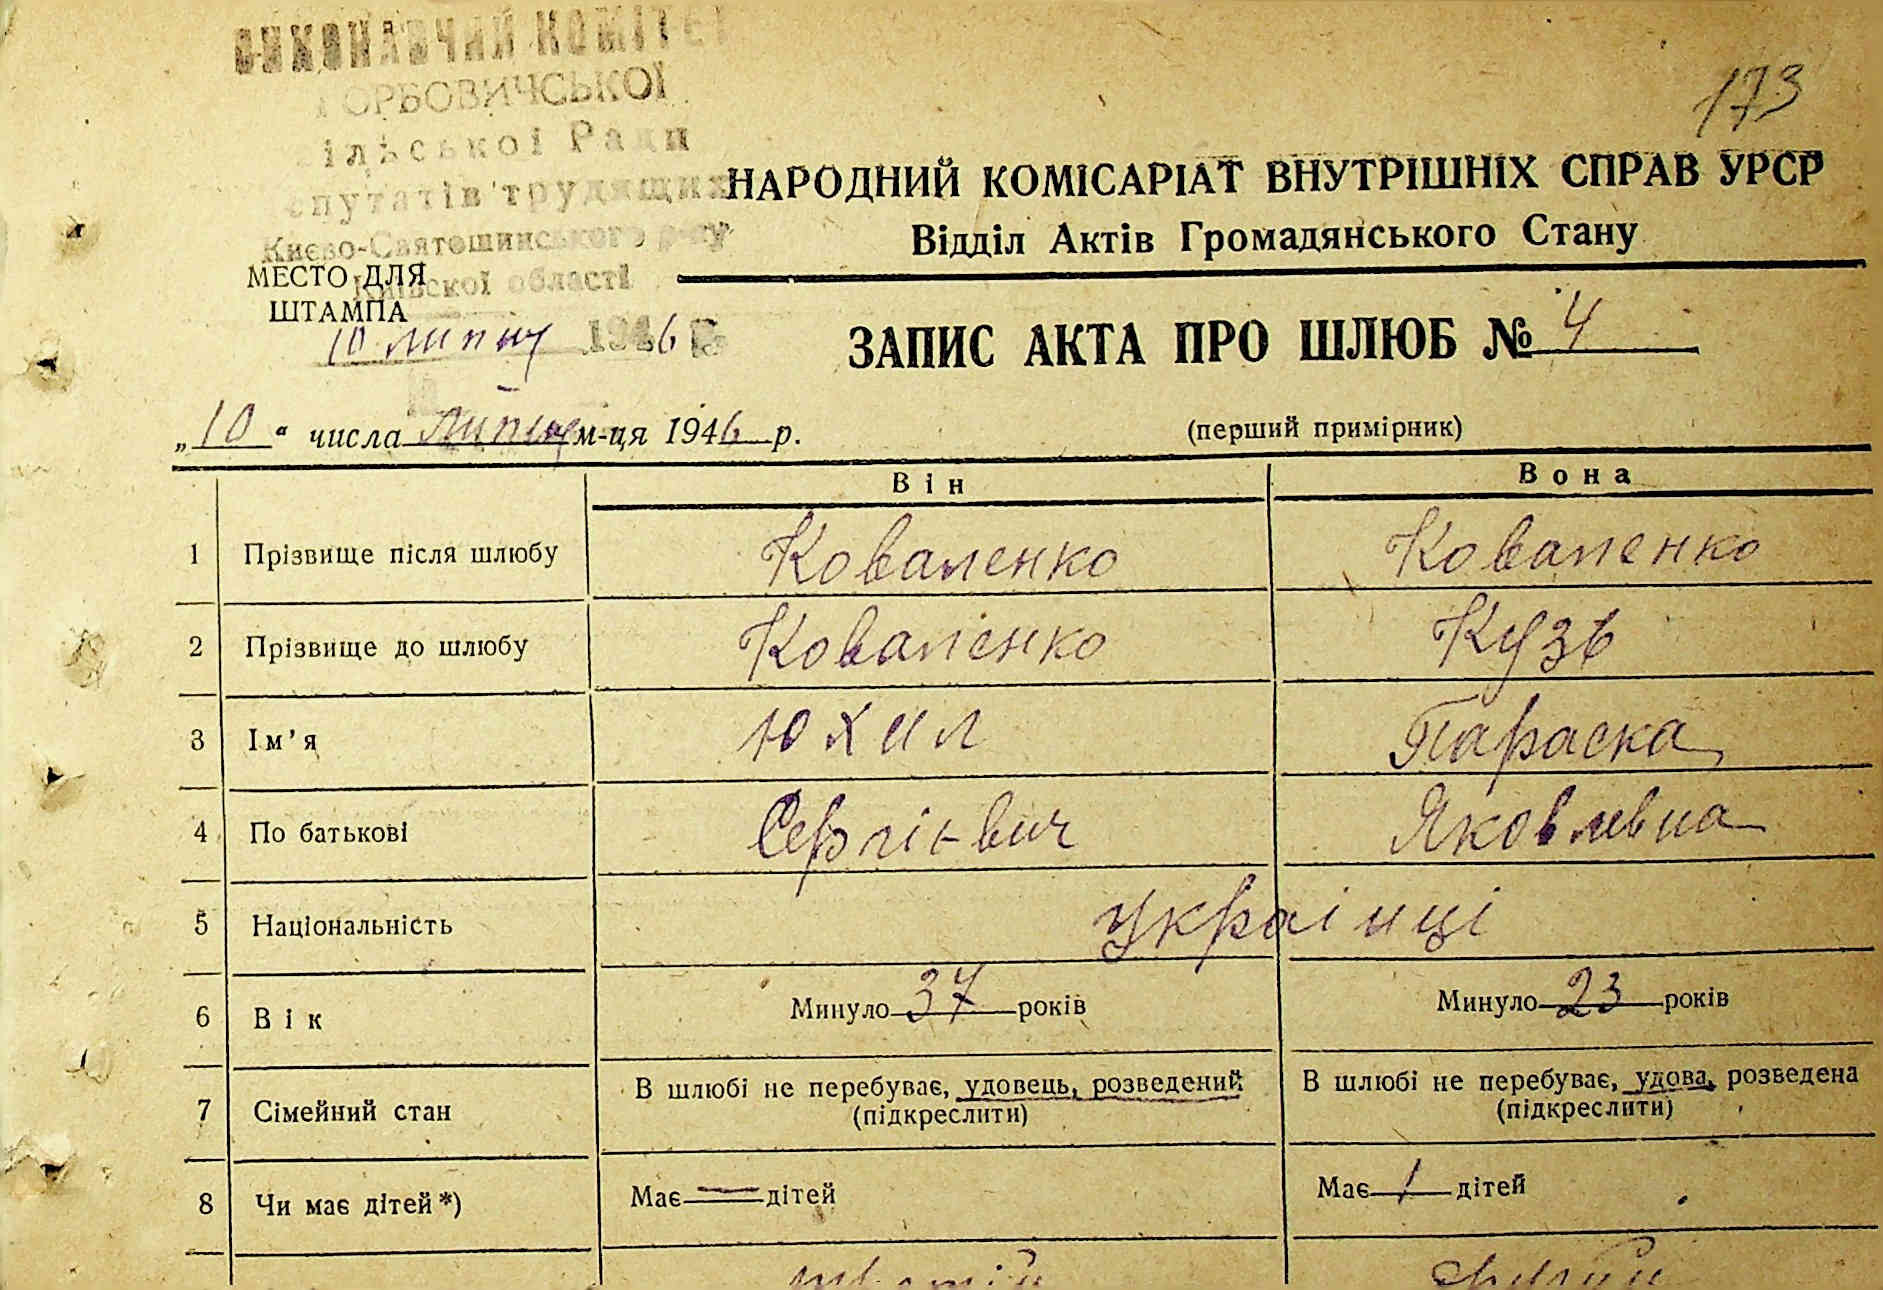 ВИКОНАВЧИЙ КОМІТЕТ
ГОРБОВИЧСЬКОЇ
сільської Ради
депутатів трудящих
Києво-Святошинського р-ну
Київської області
МЕСТО ДЛЯ
ШТАМПА
10 липня 1946 р.
173
НАРОДНИЙ КОМІСАРІАТ ВНУТРІШНІХ СПРАВ УРСР
Відділ Актів Громадянського Стану
ЗАПИС АКТА ПРО ШЛЮБ № 4
(перший примірник)
„10“ числа липня м-ця 1946 р.
Він Вона
1 Прізвище після шлюбу Коваленко Коваленко
2 Прізвище до шлюбу Коваленко Кузь
3 Ім'я Юхим Параска
4 По батькові Сергієвич Яковлевна
5 Національність Українці
6 Вік Минуло 37 років Минуло 23 років
7 Сімейний стан В шлюбі не перебуває, удовець, розведений В шлюбі не перебуває, удова, розведена
(підкреслити) (підкреслити)
8 Чи має дітей*) Має — дітей Має 1 дітей